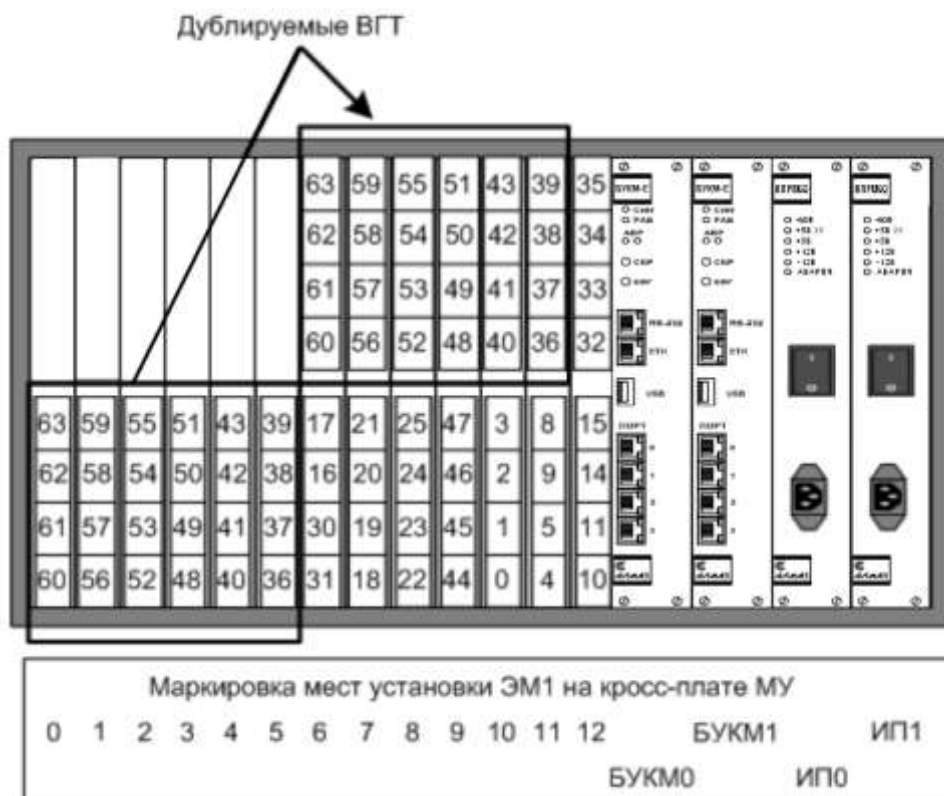 Дублируемые ВГТ
63 59 55 51 43 39 35
62 58 54 50 42 38 34
61 57 53 49 41 37 33
60 56 52 48 40 36 32
63 59 55 51 43 39 17 21 25 47 3 8 15
62 58 54 50 42 38 16 20 24 46 2 9 14
61 57 53 49 41 37 30 19 23 45 1 5 11
60 56 52 48 40 36 31 18 22 44 0 4 10
БУКМ-Е БУКМ-Е
RS-232 RS-232
ETH ETH
USB USB
ПОРТ ПОРТ
Маркировка мест установки ЭМ1 на кросс-плате МУ
0 1 2 3 4 5 6 7 8 9 10 11 12 БУКМ1 ИП1
БУКМ0 ИП0